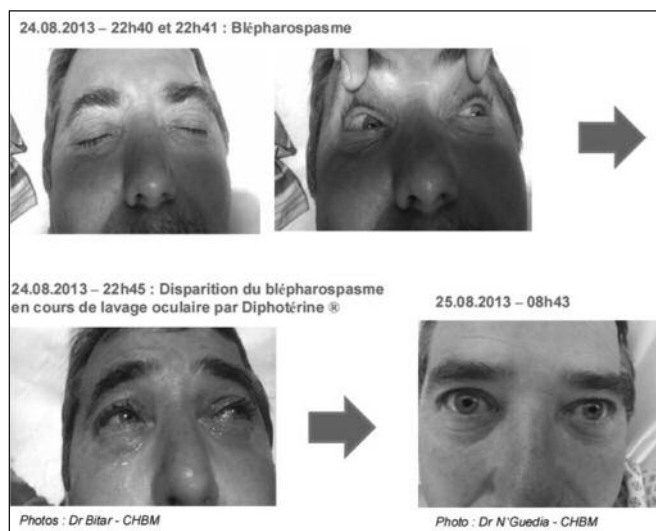 24.08.2013 – 22h40 et 22h41 : Blépharospasme
24.08.2013 – 22h45 : Disparition du blépharospasme
en cours de lavage oculaire par Diphotérine ®
25.08.2013 – 08h43
Photos : Dr Bitar - CHBM
Photo : Dr N'Guedia - CHBM